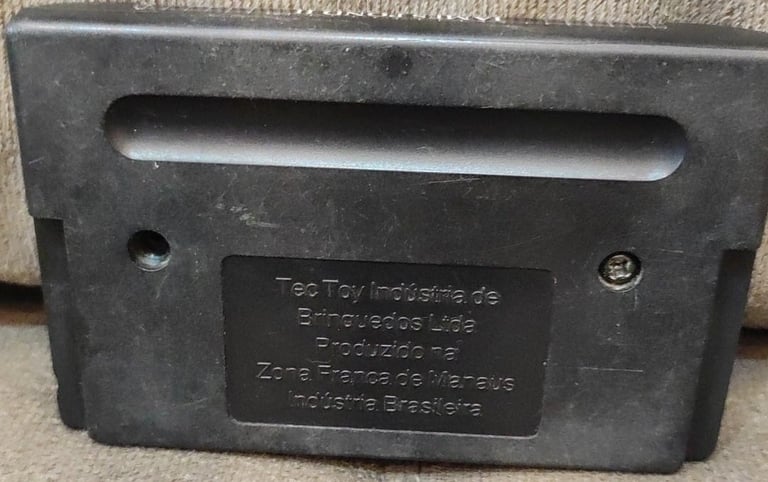 Tec Toy Indústria de
Brinquedos Ltda
Produzido na
Zona Franca de Manaus
Indústria Brasileira